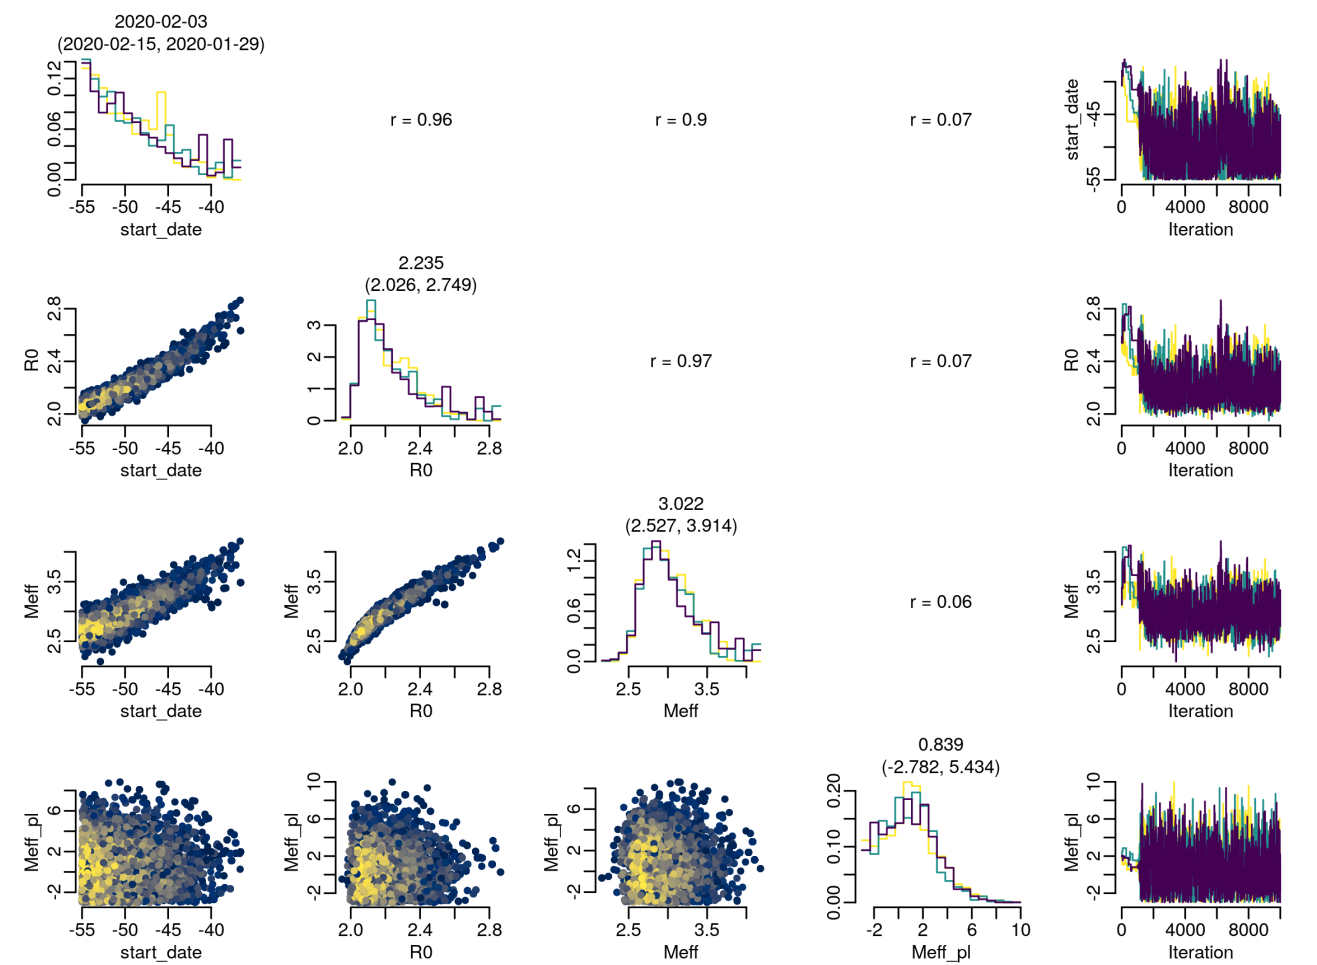 2020-02-03
(2020-02-15, 2020-01-29)
0.12
0.06
0.00
-55 -50 -45 -40
start_date
r = 0.96
r = 0.9
r = 0.07
start_date
-45
-55
0 4000 8000
Iteration
R0
2.8
2.4
2.0
-55 -50 -45 -40
start_date
2.235
(2.026, 2.749)
3
2
1
0
2.0 2.4 2.8
R0
r = 0.97
r = 0.07
R0
2.8
2.4
2.0
0 4000 8000
Iteration
Meff
3.5
2.5
-55 -50 -45 -40
start_date
Meff
3.5
2.5
2.0 2.4 2.8
R0
3.022
(2.527, 3.914)
1.2
0.6
0.0
2.5 3.5
Meff
r = 0.06
Meff
3.5
2.5
0 4000 8000
Iteration
Meff_pl
6
2
-2
-55 -50 -45 -40
start_date
Meff_pl
10
6
2
-2
2.0 2.4 2.8
R0
Meff_pl
6
2
-2
2.5 3.5
Meff
0.839
(-2.782, 5.434)
0.20
0.10
0.00
-2 2 6 10
Meff_pl
Meff_pl
10
6
2
-2
0 4000 8000
Iteration